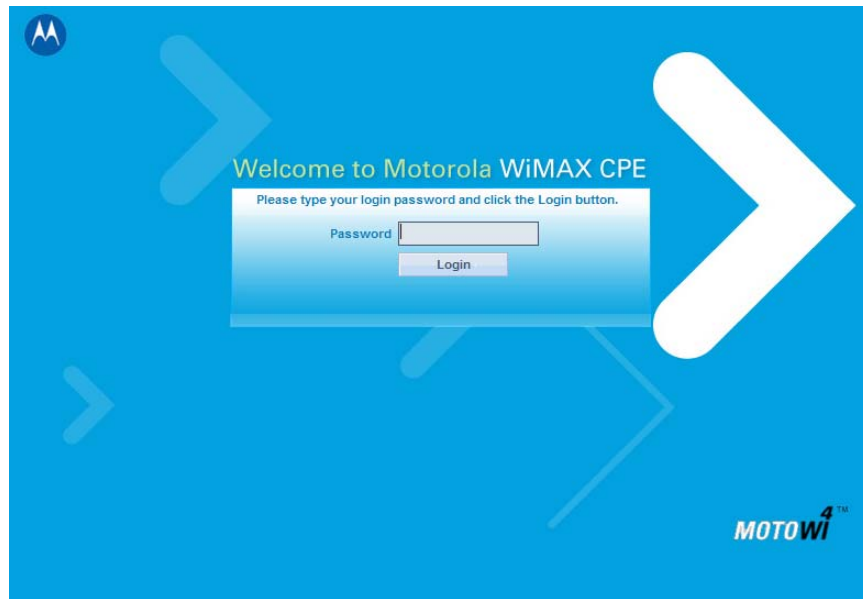 Welcome to Motorola WiMAX CPE
Please type your login password and click the Login button.
Password
Login
MOTOWi4™